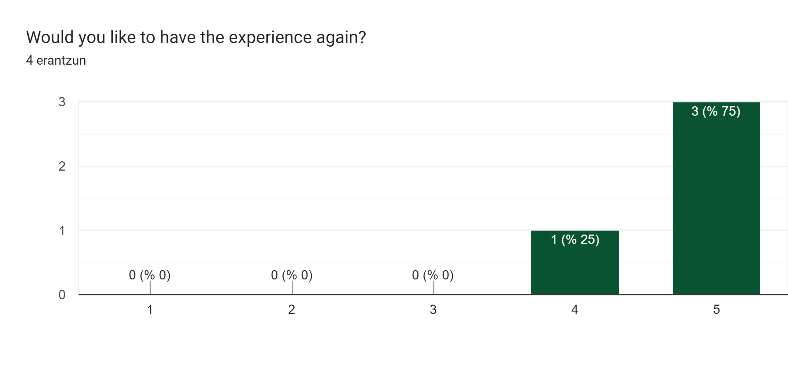 Would you like to have the experience again?
4 erantzun
3
3 (% 75)
2
1
1 (% 25)
0 (% 0)
0 (% 0)
0 (% 0)
0
1
2
3
4
5